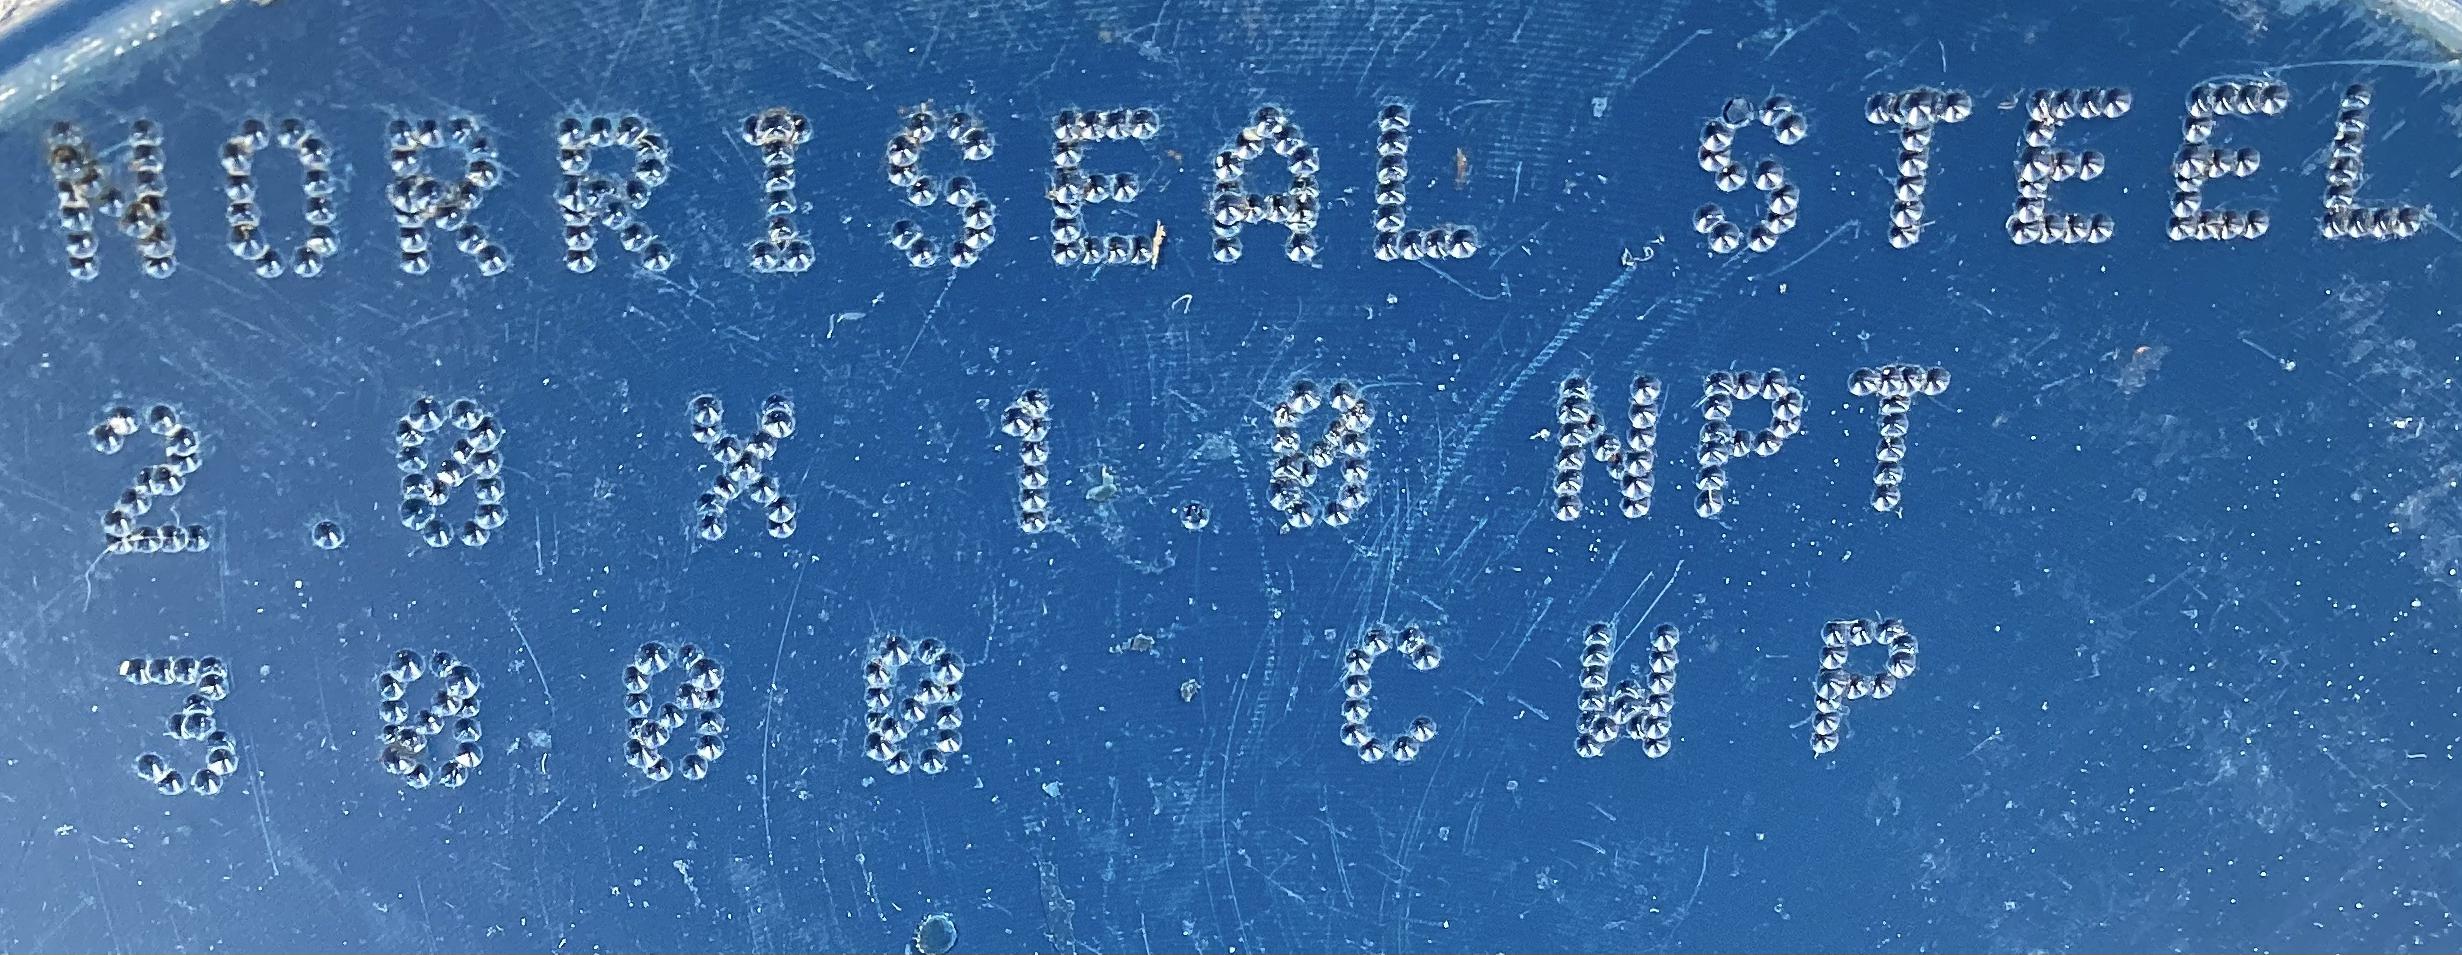 MORRISEAL STEEL
2.0 X 1.0 NPT
3000 CWP